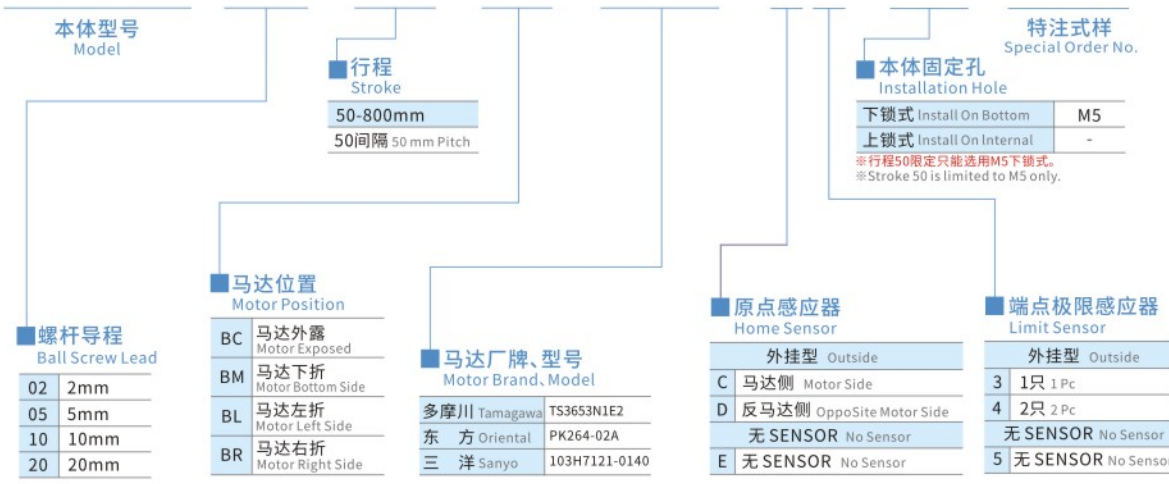 本体型号
Model
特注式样
Special Order No.
行程
Stroke
50-800mm
50间隔 50 mm Pitch
本体固定孔
Installation Hole
下锁式 Install On Bottom M5
上锁式 Install On Internal -
※行程50限定只能选用M5下锁式。
※Stroke 50 is limited to M5 only.
螺杆导程
Ball Screw Lead
02 2mm
05 5mm
10 10mm
20 20mm
马达位置
Motor Position
BC 马达外露
Motor Exposed
BM 马达下折
Motor Bottom Side
BL 马达左折
Motor Left Side
BR 马达右折
Motor Right Side
马达厂牌、型号
Motor Brand、Model
多摩川 Tamagawa TS3653N1E2
东 方 Oriental PK264-02A
三 洋 Sanyo 103H7121-0140
原点感应器
Home Sensor
外挂型 Outside
C 马达侧 Motor Side
D 反马达侧 OppoSite Motor Side
无 SENSOR No Sensor
E 无 SENSOR No Sensor
端点极限感应器
Limit Sensor
外挂型 Outside
3 1只 1 Pc
4 2只 2 Pc
无 SENSOR No Sensor
5 无 SENSOR No Sensor